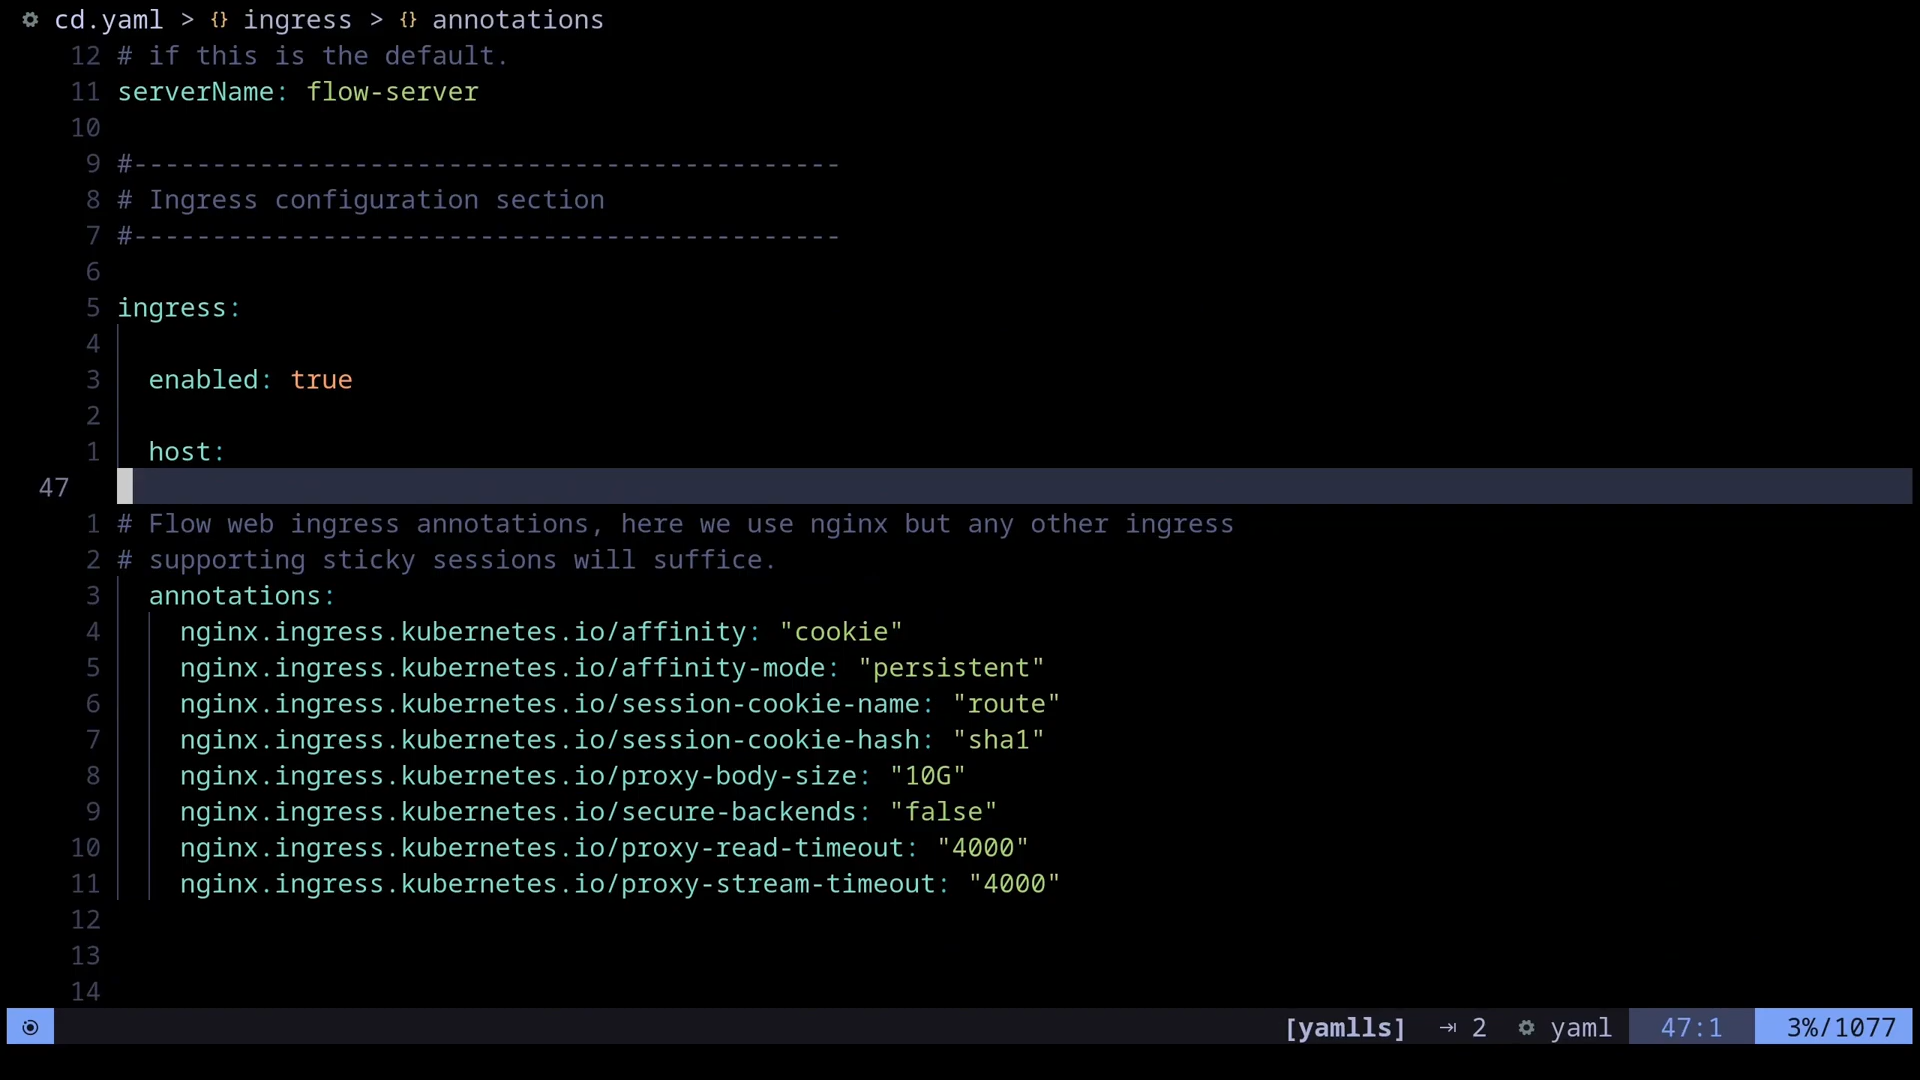 cd.yaml > {} ingress > {} annotations
12 # if this is the default.
11 serverName: flow-server
10
9 #---------------------------------------------
8 # Ingress configuration section
7 #---------------------------------------------
6
5 ingress:
4
3 enabled: true
2
1 host:
47
1 # Flow web ingress annotations, here we use nginx but any other ingress
2 # supporting sticky sessions will suffice.
3 annotations:
4 nginx.ingress.kubernetes.io/affinity: "cookie"
5 nginx.ingress.kubernetes.io/affinity-mode: "persistent"
6 nginx.ingress.kubernetes.io/session-cookie-name: "route"
7 nginx.ingress.kubernetes.io/session-cookie-hash: "sha1"
8 nginx.ingress.kubernetes.io/proxy-body-size: "10G"
9 nginx.ingress.kubernetes.io/secure-backends: "false"
10 nginx.ingress.kubernetes.io/proxy-read-timeout: "4000"
11 nginx.ingress.kubernetes.io/proxy-stream-timeout: "4000"
12
13
14
[yamlls] ⇥ 2 yaml 47:1 3%/1077